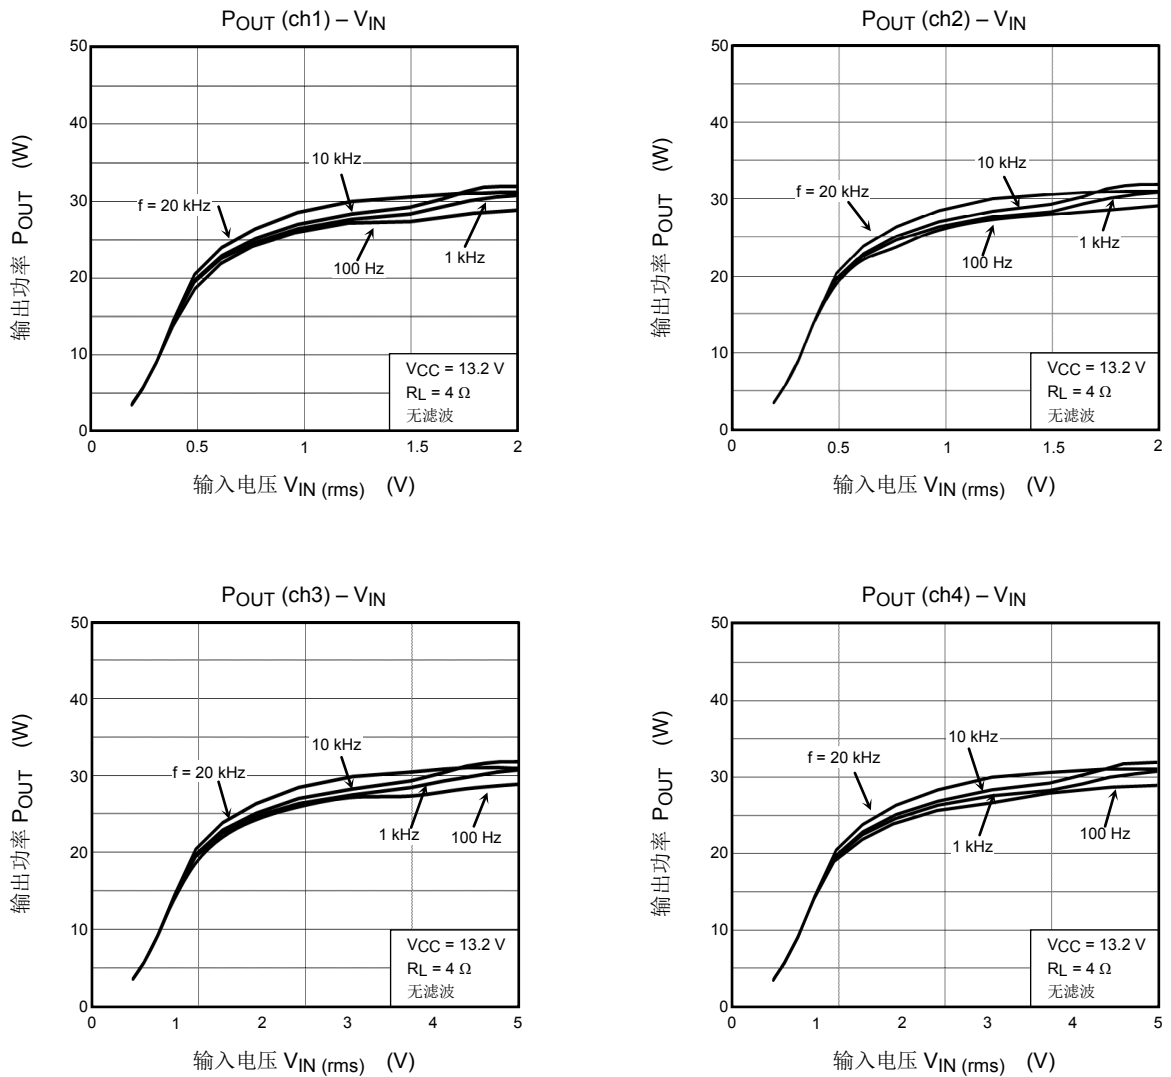 POUT (ch1) – VIN
50
40
30
20
10
0
输出功率 POUT (W)
10 kHz
f = 20 kHz
1 kHz
100 Hz
VCC = 13.2 V
RL = 4 Ω
无滤波
0 0.5 1 1.5 2
输入电压 VIN (rms) (V)
POUT (ch2) – VIN
50
40
30
20
10
0
输出功率 POUT (W)
10 kHz
f = 20 kHz
1 kHz
100 Hz
VCC = 13.2 V
RL = 4 Ω
无滤波
0 0.5 1 1.5 2
输入电压 VIN (rms) (V)
POUT (ch3) – VIN
50
40
30
20
10
0
输出功率 POUT (W)
10 kHz
f = 20 kHz
1 kHz
100 Hz
VCC = 13.2 V
RL = 4 Ω
无滤波
0 1 2 3 4 5
输入电压 VIN (rms) (V)
POUT (ch4) – VIN
50
40
30
20
10
0
输出功率 POUT (W)
10 kHz
f = 20 kHz
1 kHz
100 Hz
VCC = 13.2 V
RL = 4 Ω
无滤波
0 1 2 3 4 5
输入电压 VIN (rms) (V)